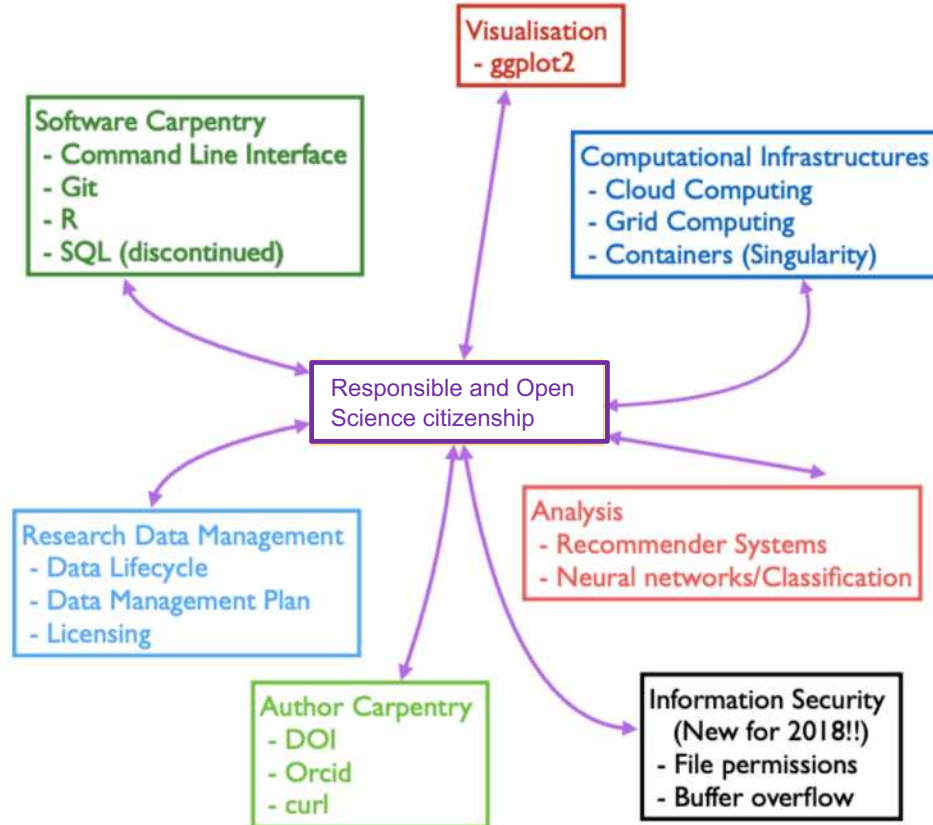 Visualisation
- ggplot2
Software Carpentry
- Command Line Interface
- Git
- R
- SQL (discontinued)
Computational Infrastructures
- Cloud Computing
- Grid Computing
- Containers (Singularity)
Responsible and Open
Science citizenship
Research Data Management
- Data Lifecycle
- Data Management Plan
- Licensing
Analysis
- Recommender Systems
- Neural networks/Classification
Author Carpentry
- DOI
- Orcid
- curl
Information Security
(New for 2018!!)
- File permissions
- Buffer overflow